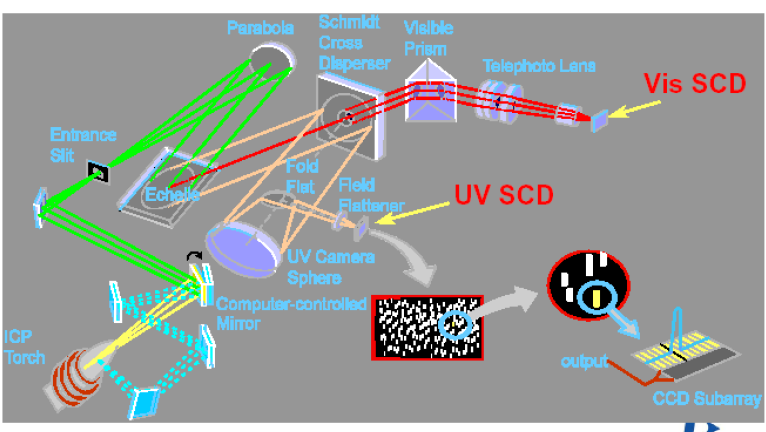 Parabola
Schmidt
Cross
Disperser
Visible
Prism
Telephoto Lens
Vis SCD
Entrance
Slit
Echelle
Fold
Flat
Field
Flattener
UV SCD
UV Camera
Sphere
Computer-controlled
Mirror
ICP
Torch
output
CCD Subarray